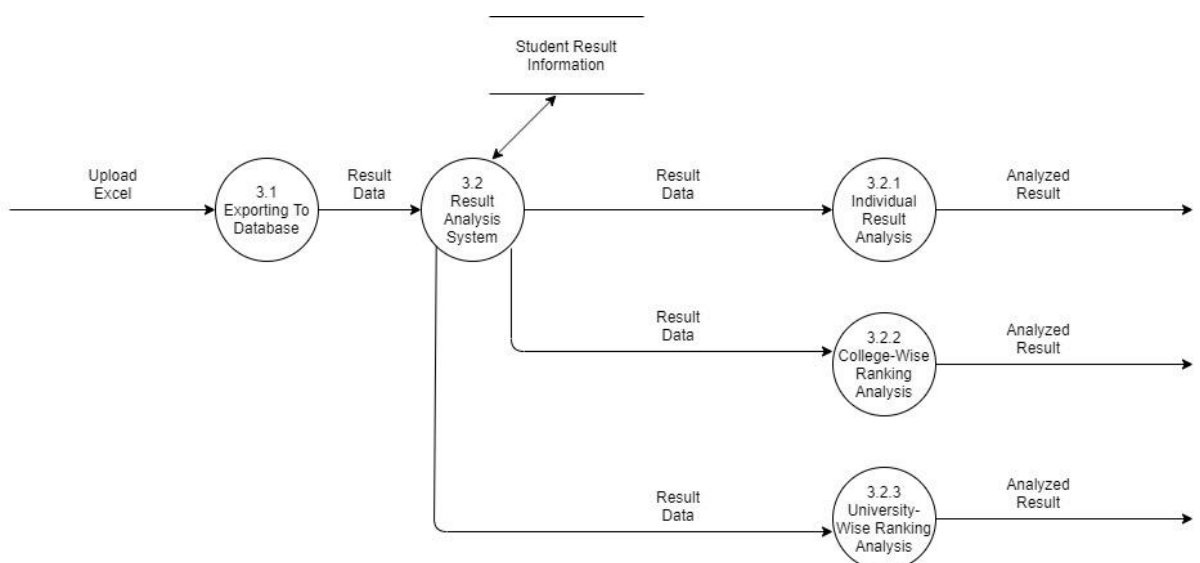 Student Result
Information
Upload
Excel
3.1
Exporting To
Database
Result
Data
3.2
Result
Analysis
System
Result
Data
3.2.1
Individual
Result
Analysis
Analyzed
Result
Result
Data
3.2.2
College-Wise
Ranking
Analysis
Analyzed
Result
Result
Data
3.2.3
University-
Wise Ranking
Analysis
Analyzed
Result